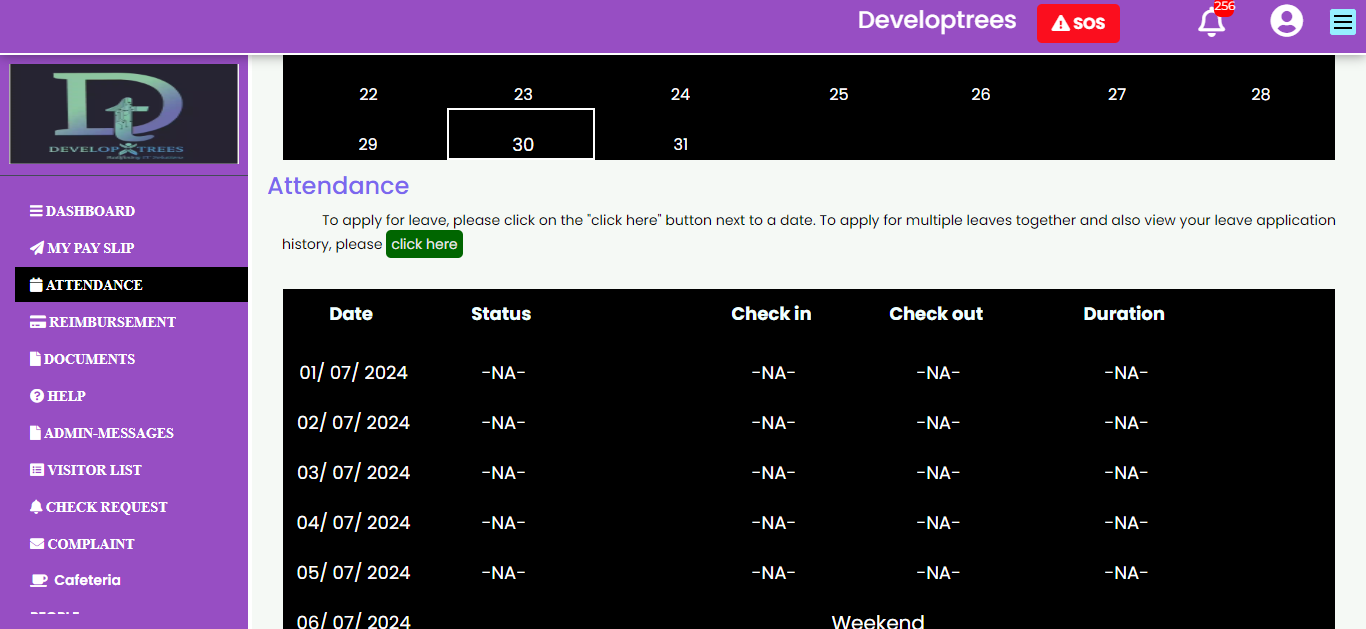 Developtrees
SOS
256
DEVELOP TREES
DASHBOARD
MY PAY SLIP
ATTENDANCE
REIMBURSEMENT
DOCUMENTS
HELP
ADMIN-MESSAGES
VISITOR LIST
CHECK REQUEST
COMPLAINT
Cafeteria
22 23 24 25 26 27 28
29 30 31
Attendance
To apply for leave, please click on the "click here" button next to a date. To apply for multiple leaves together and also view your leave application
history, please click here
Date Status Check in Check out Duration
01/ 07/ 2024 -NA- -NA- -NA- -NA-
02/ 07/ 2024 -NA- -NA- -NA- -NA-
03/ 07/ 2024 -NA- -NA- -NA- -NA-
04/ 07/ 2024 -NA- -NA- -NA- -NA-
05/ 07/ 2024 -NA- -NA- -NA- -NA-
06/ 07/ 2024 Weekend